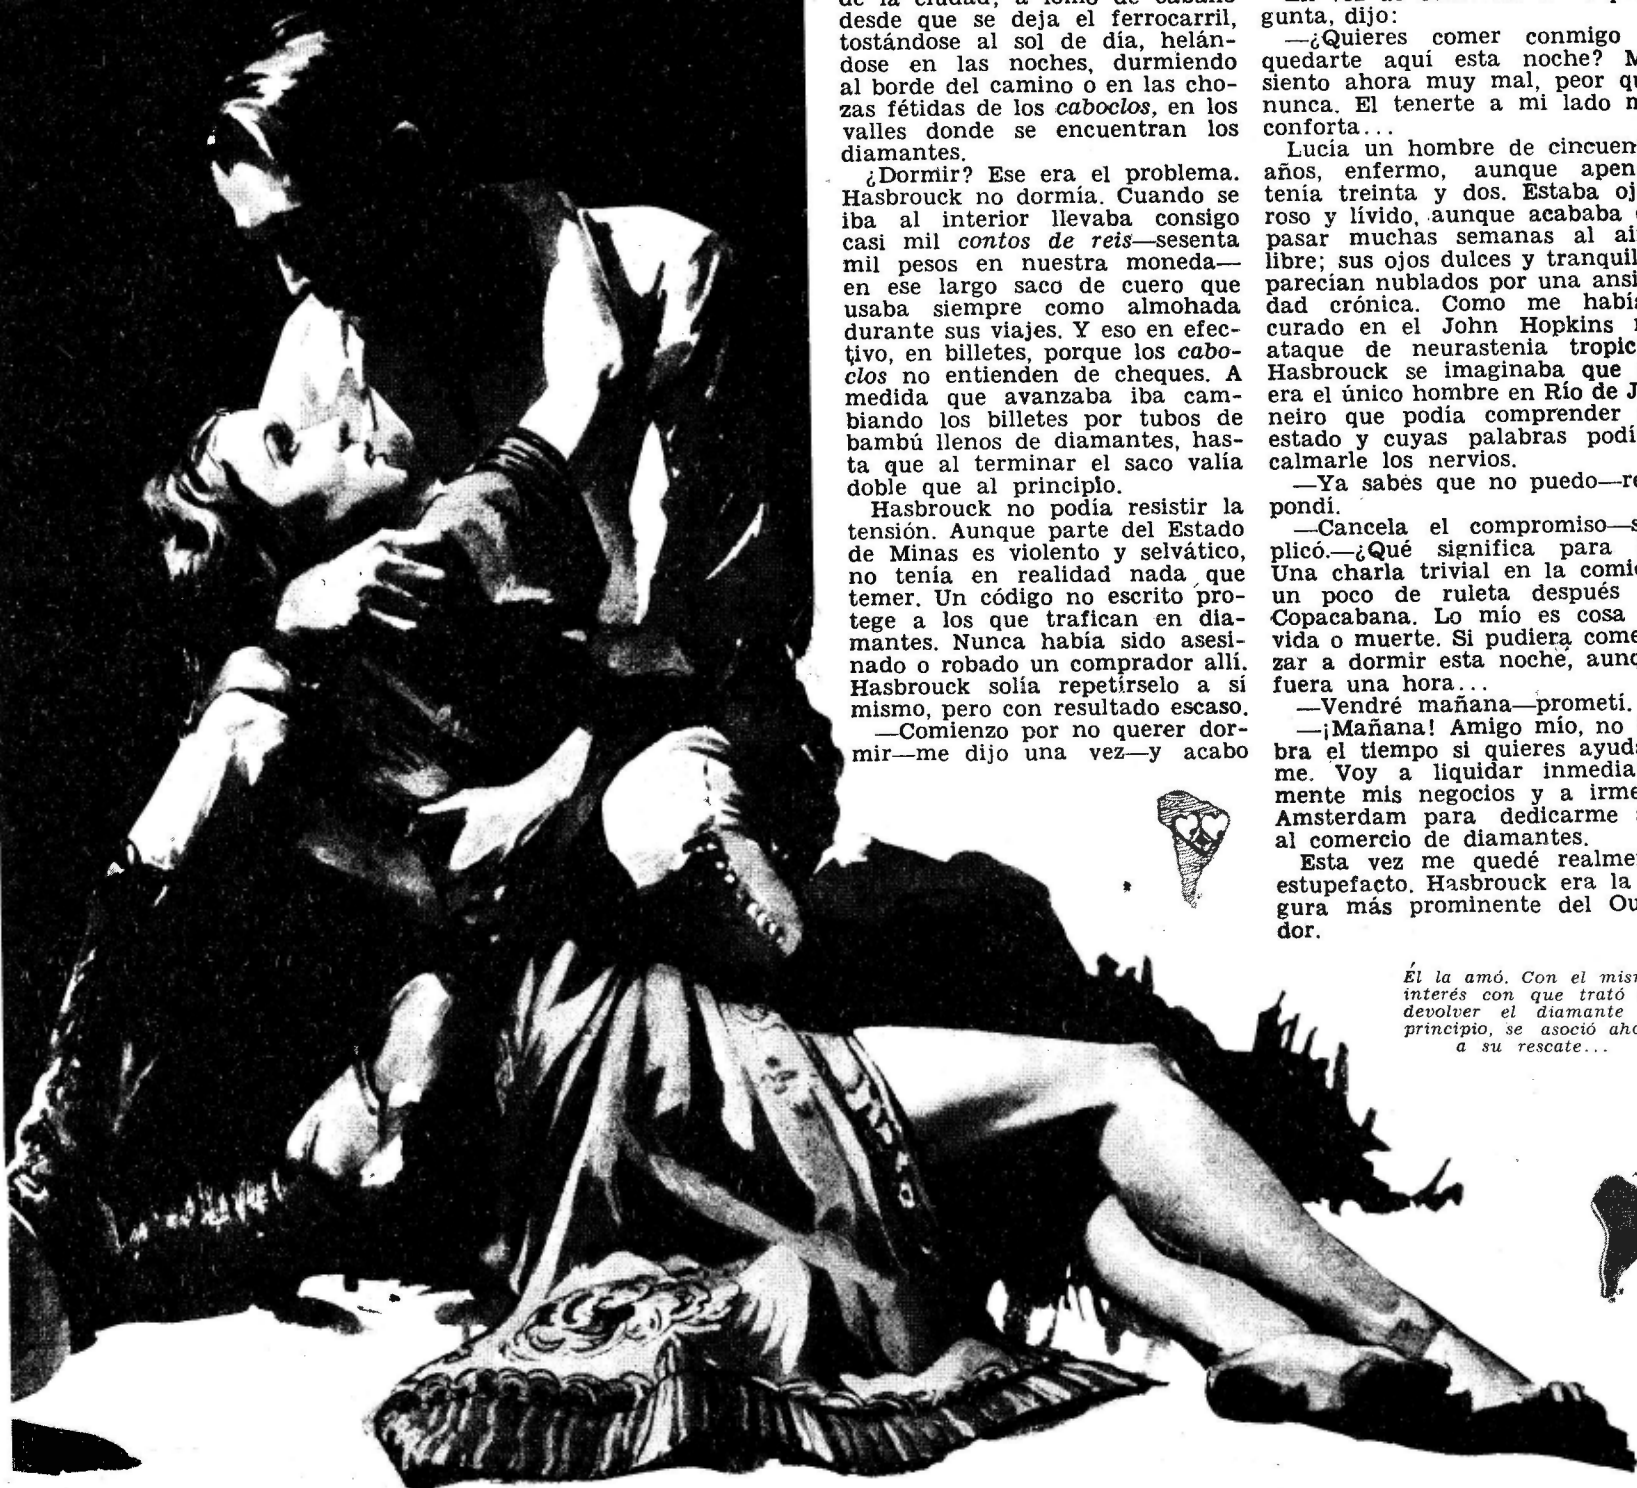 desde que se deja el ferrocarril,
tostándose al sol de día, helán-
dose en las noches, durmiendo
al borde del camino o en las cho-
zas fétidas de los caboclos, en los
valles donde se encuentran los
diamantes.
¿Dormir? Ese era el problema.
Hasbrouck no dormía. Cuando se
iba al interior llevaba consigo
casi mil contos de reis—sesenta
mil pesos en nuestra moneda—
en ese largo saco de cuero que
usaba siempre como almohada
durante sus viajes. Y eso en efec-
tivo, en billetes, porque los cabo-
clos no entienden de cheques. A
medida que avanzaba iba cam-
biando los billetes por tubos de
bambú llenos de diamantes, has-
ta que al terminar el saco valía
doble que al principio.
Hasbrouck no podía resistir la
tensión. Aunque parte del Estado
de Minas es violento y selvático,
no tenía en realidad nada que
temer. Un código no escrito pro-
tege a los que trafican en dia-
mantes. Nunca había sido asesi-
nado o robado un comprador allí.
Hasbrouck solía repetírselo a sí
mismo, pero con resultado escaso.
—Comienzo por no querer dor-
mir—me dijo una vez—y acabo
gunta, dijo:
—¿Quieres comer conmigo
quedarte aquí esta noche?
siento ahora muy mal, peor
nunca. El tenerte a mi lado
conforta...
Lucía un hombre de
años, enfermo, aunque
tenía treinta y dos. Estaba
roso y lívido, aunque acababa
pasar muchas semanas al
libre; sus ojos dulces y
parecían nublados por una
dad crónica. Como me
curado en el John Hopkins
ataque de neurastenia
Hasbrouck se imaginaba que
era el único hombre en Río de
neiro que podía comprender
estado y cuyas palabras
calmarle los nervios.
—Ya sabes que no puedo—
pondí.
—Cancela el compromiso—
plicó.—¿Qué significa para
Una charla trivial en la
un poco de ruleta después
Copacabana. Lo mío es cosa
vida o muerte. Si pudiera
zar a dormir esta noche,
fuera una hora...
—Vendré mañana—prometí.
—¡Mañana! Amigo mío, no
bra el tiempo si quieres
me. Voy a liquidar
mente mis negocios y a
Amsterdam para dedicarme
al comercio de diamantes.
Esta vez me quedé
estupefacto. Hasbrouck era la
gura más prominente del
dor.
Él la amó. Con el
interés con que trató
devolver el diamante
principio, se asoció
a su rescate...